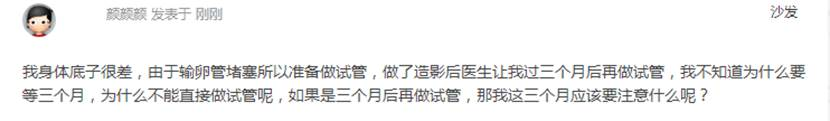 颜颜颜 发表于 刚刚 沙发
我身体底子很差，由于输卵管堵塞所以准备做试管，做了造影后医生让我过三个月后再做试管，我不知道为什么要
等三个月，为什么不能直接做试管呢，如果是三个月后再做试管，那我这三个月应该要注意什么呢？